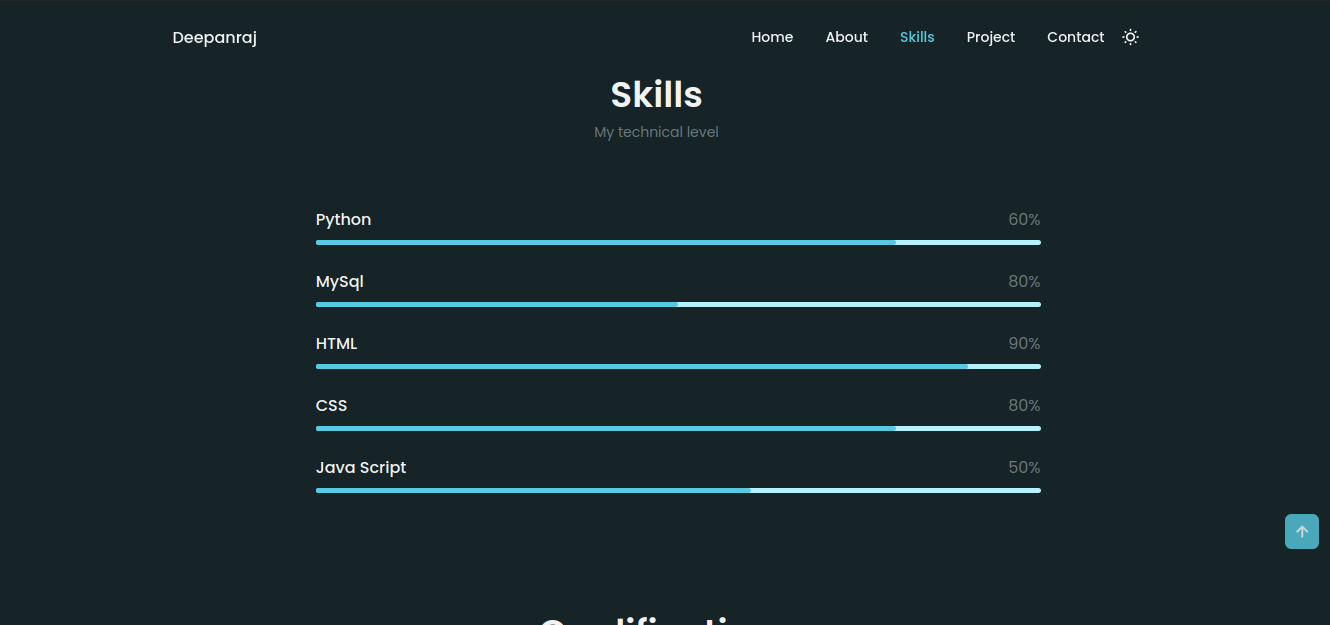 Deepanraj Home About Skills Project Contact
Skills
My technical level
Python 60%
MySql 80%
HTML 90%
CSS 80%
Java Script 50%